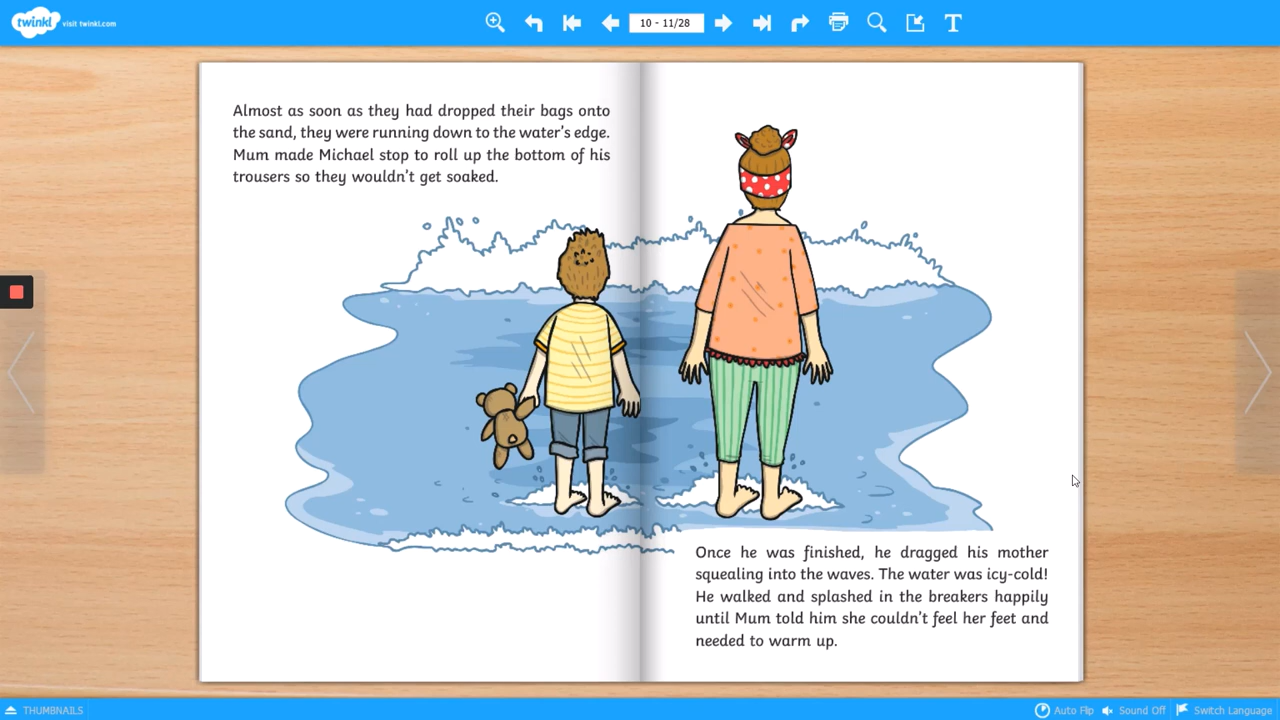 twinkl visit twinkl.com
10 - 11/28
T
Almost as soon as they had dropped their bags onto
the sand, they were running down to the water's edge.
Mum made Michael stop to roll up the bottom of his
trousers so they wouldn't get soaked.
Once he was finished, he dragged his mother
squealing into the waves. The water was icy-cold!
He walked and splashed in the breakers happily
until Mum told him she couldn't feel her feet and
needed to warm up.
THUMBNAILS
Auto Flip
Sound Off
Switch Language